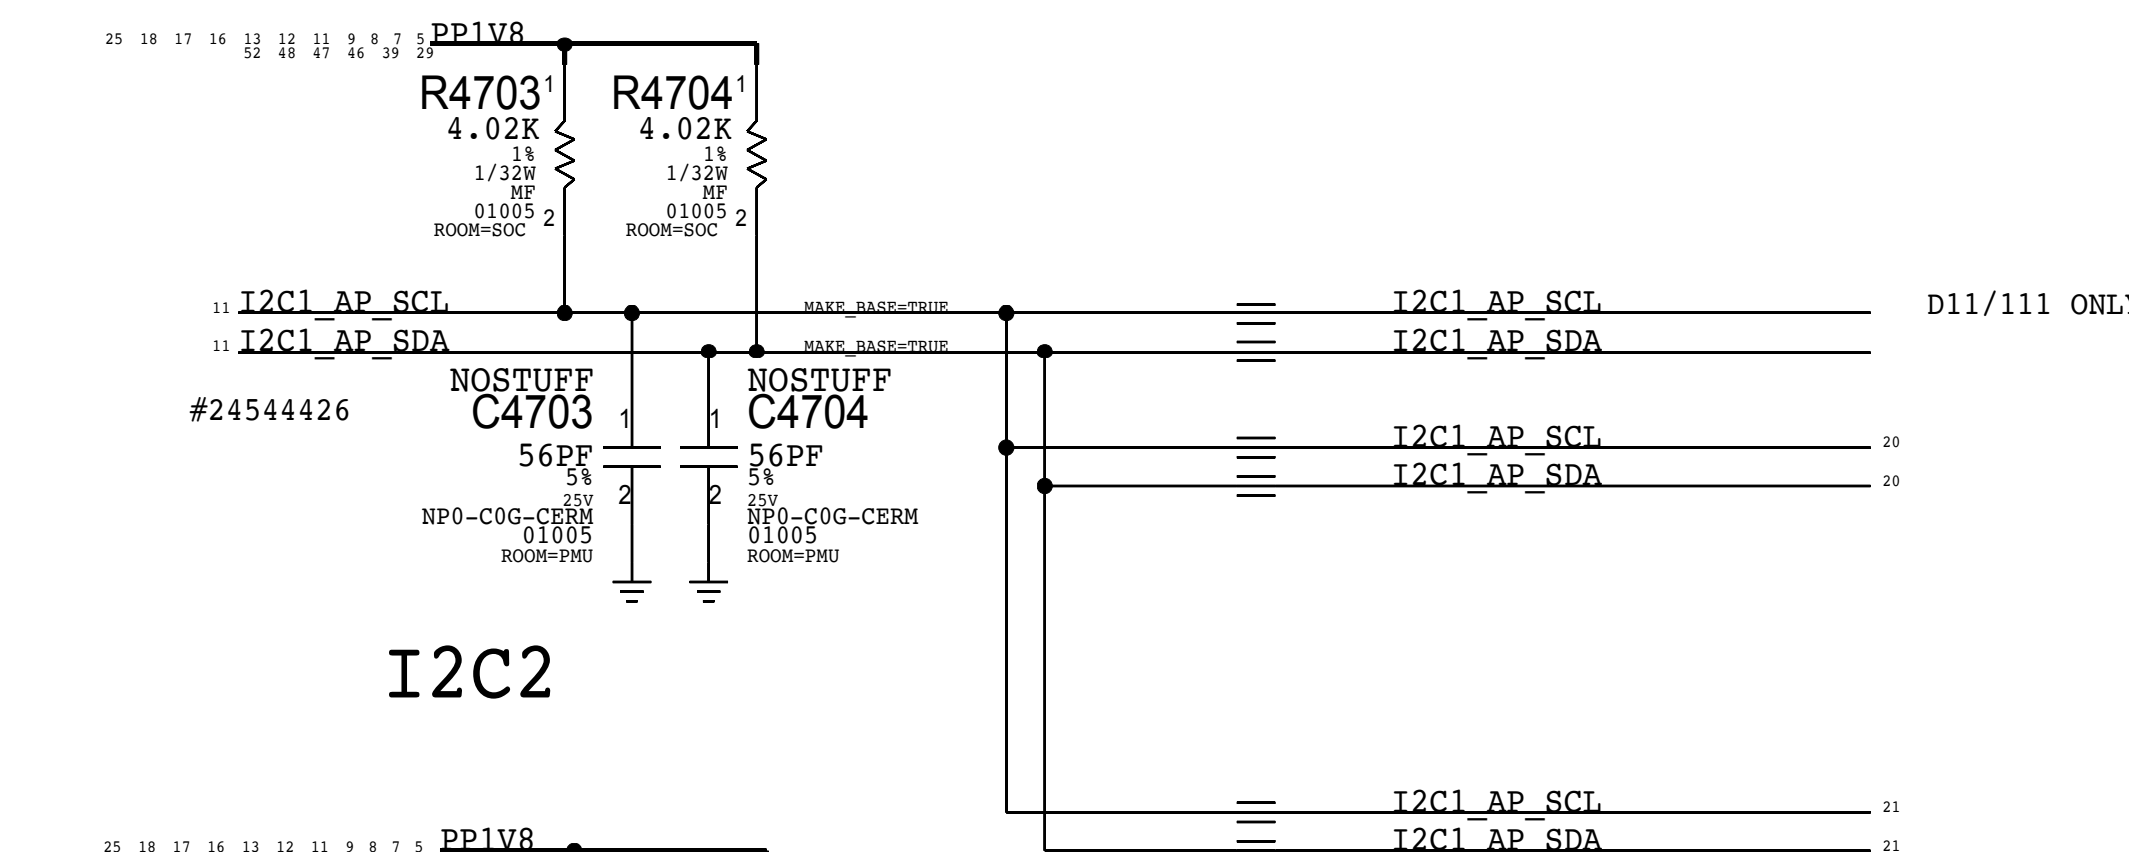 25 18 17 16 13 12 11 9 8 7 5 PP1V8
52 48 47 46 39 29
R4703 1 R4704 1
4.02K 4.02K
1% 1%
1/32W 1/32W
MF MF
01005 2 01005 2
ROOM=SOC ROOM=SOC
11 I2C1_AP_SCL MAKE_BASE=TRUE I2C1_AP_SCL D11/111 ONLY
11 I2C1_AP_SDA MAKE_BASE=TRUE I2C1_AP_SDA
NOSTUFF NOSTUFF
#24544426 C4703 1 1 C4704
I2C1_AP_SCL 20
56PF 56PF
5% 5%
I2C1_AP_SDA 20
25V 2 2 25V
NP0-C0G-CERM NP0-C0G-CERM
01005 01005
ROOM=PMU ROOM=PMU
I2C2
I2C1_AP_SCL 21
25 18 17 16 13 12 11 9 8 7 5 PP1V8 I2C1_AP_SDA 21